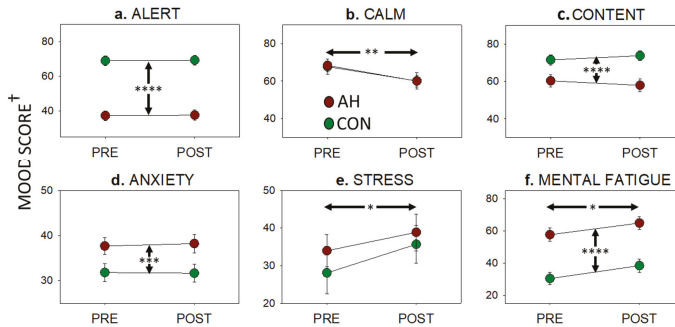 a. ALERT
80
60
40
****
PRE POST
b. CALM
80
60
**
AH
CON
PRE POST
c. CONTENT
80
60
40
****
PRE POST
MOOD SCORE†
d. ANXIETY
50
40
30
***
PRE POST
e. STRESS
50
40
30
20
*
PRE POST
f. MENTAL FATIGUE
80
60
40
20
*
****
PRE POST